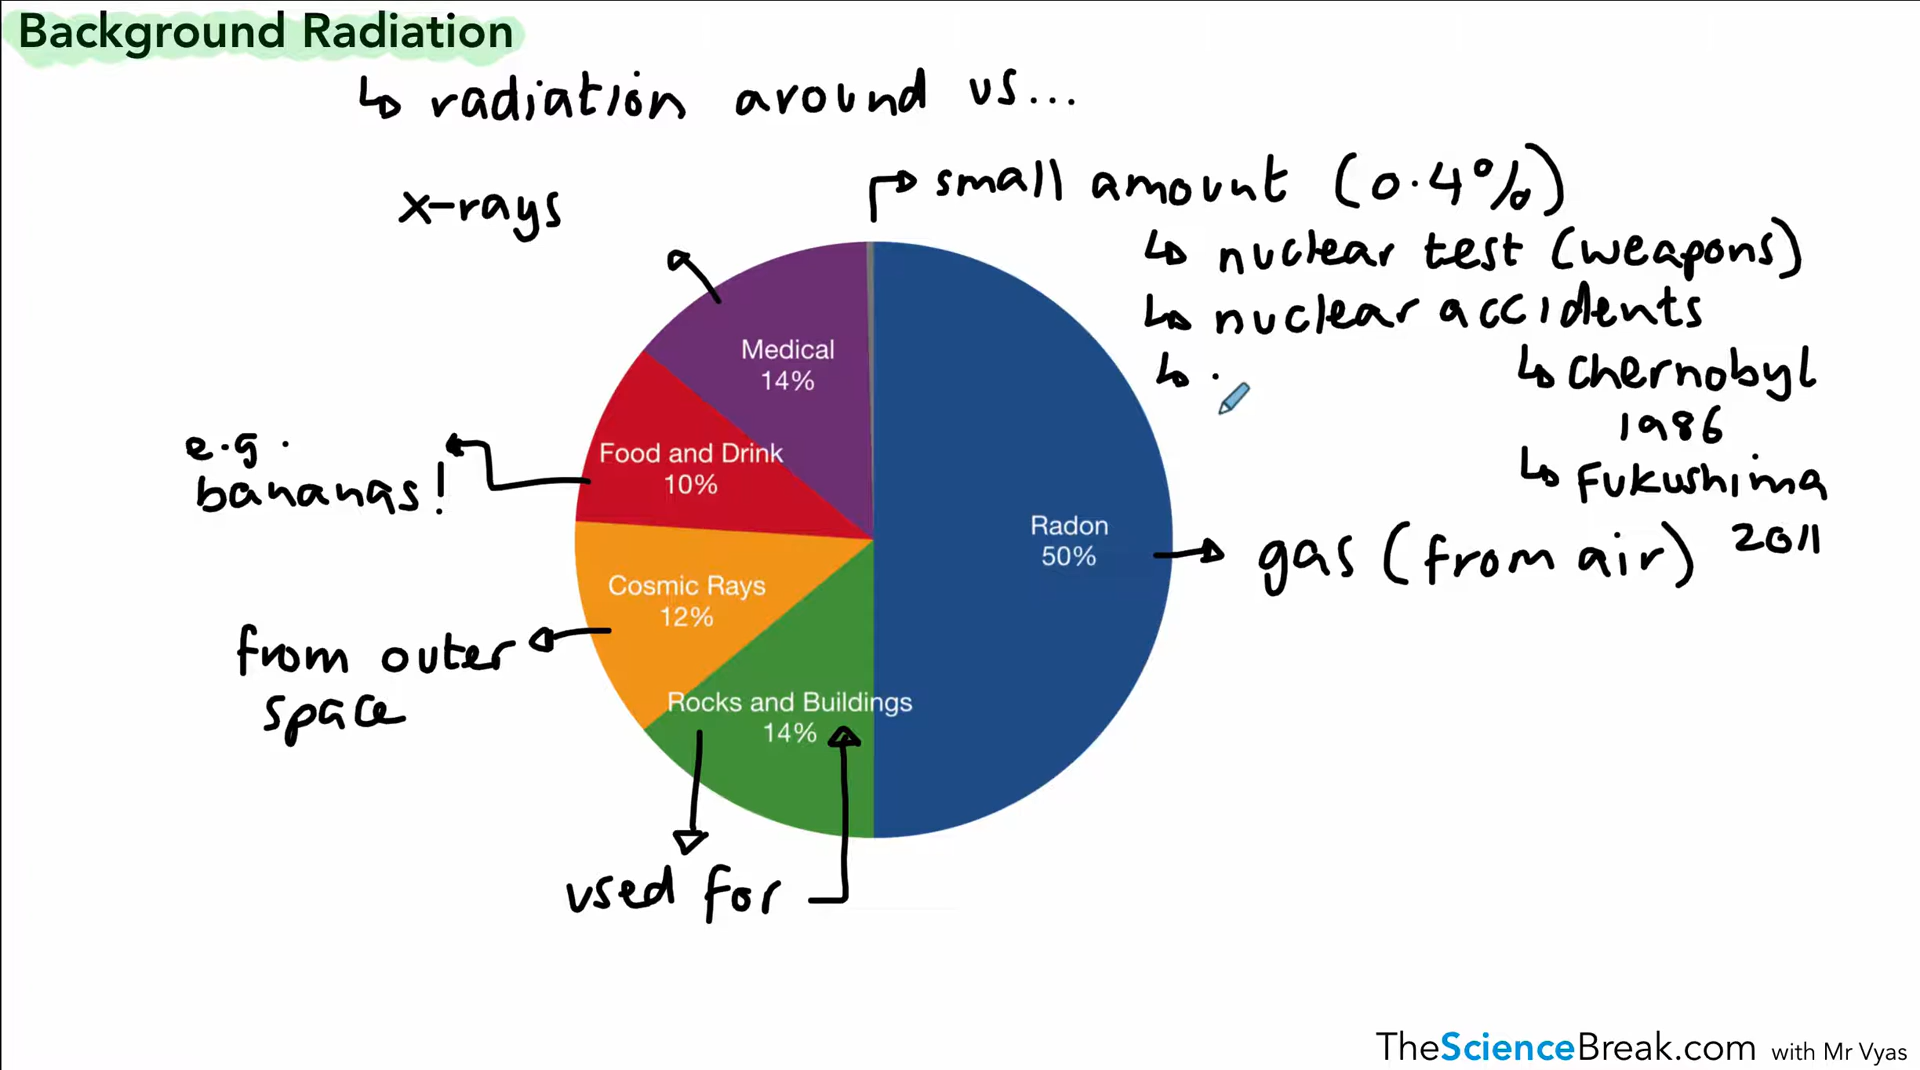 Background Radiation
↳ radiation around us...
x-rays
small amount (0.4%)
↳ nuclear test (weapons)
↳ nuclear accidents
↳ Chernobyl
1986
↳ Fukushima
2011
↳ .
Medical
14%
Food and Drink
10%
e.g.
bananas!
Radon
50%
gas (from air)
Cosmic Rays
12%
from outer
space
Rocks and Buildings
14%
used for
TheScienceBreak.com with Mr Vyas